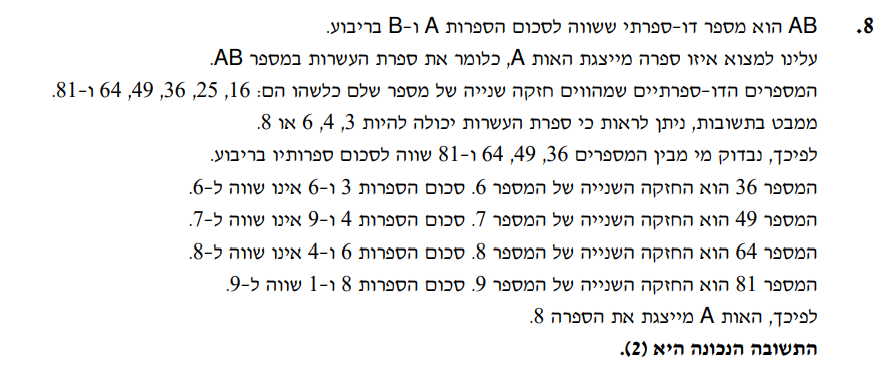 8. AB הוא מספר דו-ספרתי ששווה לסכום הספרות A ו-B בריבוע.
עלינו למצוא איזו ספרה מייצגת האות A, כלומר את ספרת העשרות במספר AB.
המספרים הדו-ספרתיים שמהווים חזקה שנייה של מספר שלם כלשהו הם: 16, 25, 36, 49, 64 ו-81.
ממבט בתשובות, ניתן לראות כי ספרת העשרות יכולה להיות 3, 4, 6 או 8.
לפיכך, נבדוק מי מבין המספרים 36, 49, 64 ו-81 שווה לסכום ספרותיו בריבוע.
המספר 36 הוא החזקה השנייה של המספר 6. סכום הספרות 3 ו-6 אינו שווה ל-6.
המספר 49 הוא החזקה השנייה של המספר 7. סכום הספרות 4 ו-9 אינו שווה ל-7.
המספר 64 הוא החזקה השנייה של המספר 8. סכום הספרות 6 ו-4 אינו שווה ל-8.
המספר 81 הוא החזקה השנייה של המספר 9. סכום הספרות 8 ו-1 שווה ל-9.
לפיכך, האות A מייצגת את הספרה 8.
התשובה הנכונה היא (2).